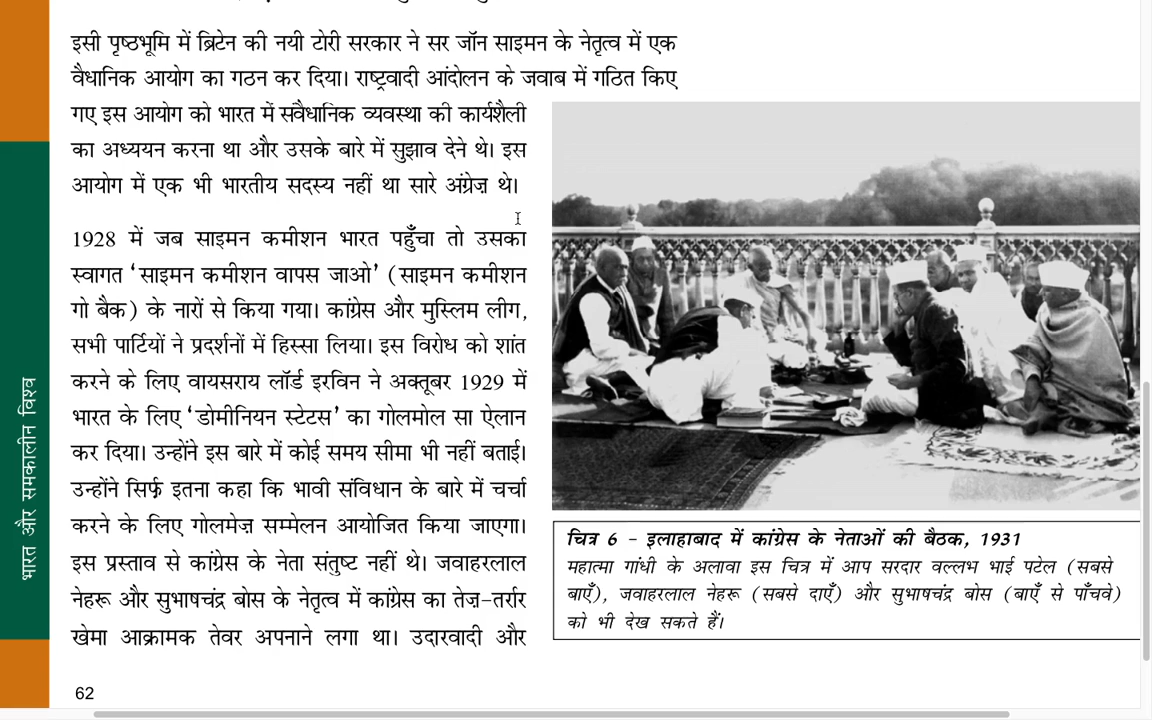 इसी पृष्ठभूमि में ब्रिटेन की नयी टोरी सरकार ने सर जॉन साइमन के नेतृत्व में एक
वैधानिक आयोग का गठन कर दिया। राष्ट्रवादी आंदोलन के जवाब में गठित किए
गए इस आयोग को भारत में संवैधानिक व्यवस्था की कार्यशैली
का अध्ययन करना था और उसके बारे में सुझाव देने थे। इस
आयोग में एक भी भारतीय सदस्य नहीं था सारे अंग्रेज़ थे।
1928 में जब साइमन कमीशन भारत पहुँचा तो उसका
स्वागत ‘साइमन कमीशन वापस जाओ’ (साइमन कमीशन
गो बैक) के नारों से किया गया। कांग्रेस और मुस्लिम लीग,
सभी पार्टियों ने प्रदर्शनों में हिस्सा लिया। इस विरोध को शांत
करने के लिए वायसराय लॉर्ड इरविन ने अक्तूबर 1929 में
भारत के लिए ‘डोमीनियन स्टेटस’ का गोलमोल सा ऐलान
कर दिया। उन्होंने इस बारे में कोई समय सीमा भी नहीं बताई।
उन्होंने सिर्फ़ इतना कहा कि भावी संविधान के बारे में चर्चा
करने के लिए गोलमेज़ सम्मेलन आयोजित किया जाएगा।
इस प्रस्ताव से कांग्रेस के नेता संतुष्ट नहीं थे। जवाहरलाल
नेहरू और सुभाषचंद्र बोस के नेतृत्व में कांग्रेस का तेज़-तर्रार
खेमा आक्रामक तेवर अपनाने लगा था। उदारवादी और
चित्र 6 – इलाहाबाद में कांग्रेस के नेताओं की बैठक, 1931
महात्मा गांधी के अलावा इस चित्र में आप सरदार वल्लभ भाई पटेल (सबसे
बाएँ), जवाहरलाल नेहरू (सबसे दाएँ) और सुभाषचंद्र बोस (बाएँ से पाँचवे)
को भी देख सकते हैं।
भारत और समकालीन विश्व
62